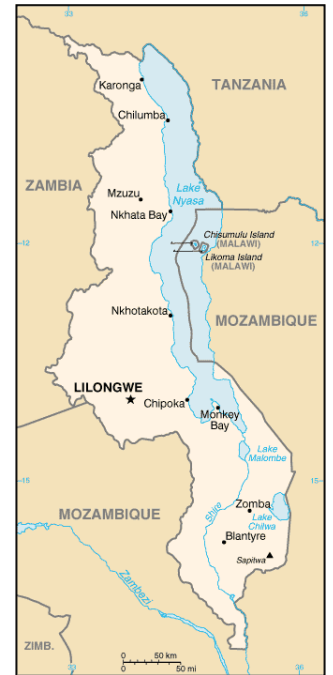 33
36
Karonga
TANZANIA
Chilumba
ZAMBIA
Lake
Nyasa
Mzuzu
Nkhata Bay
Chisumulu Island
(MALAWI)
12
12
Likoma Island
(MALAWI)
Nkhotakota
MOZAMBIQUE
LILONGWE
Chipoka
Monkey
Bay
Lake
Malombe
15
15
Zomba
Shire
Lake
Chilwa
MOZAMBIQUE
Blantyre
Sapitwa
Zambezi
ZIMB.
0 50 km
0 50 mi
36